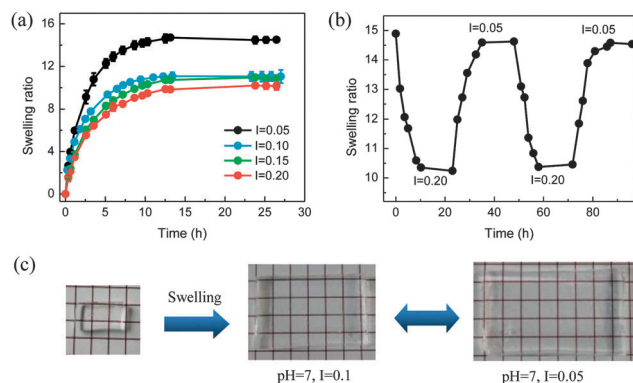 (a)
16
12
8
4
0
Swelling ratio
I=0.05
I=0.10
I=0.15
I=0.20
0 5 10 15 20 25 30
Time (h)
(b)
15
14
13
12
11
10
Swelling ratio
I=0.05
I=0.05
I=0.20
I=0.20
0 20 40 60 80
Time (h)
(c)
Swelling
pH=7, I=0.1
pH=7, I=0.05